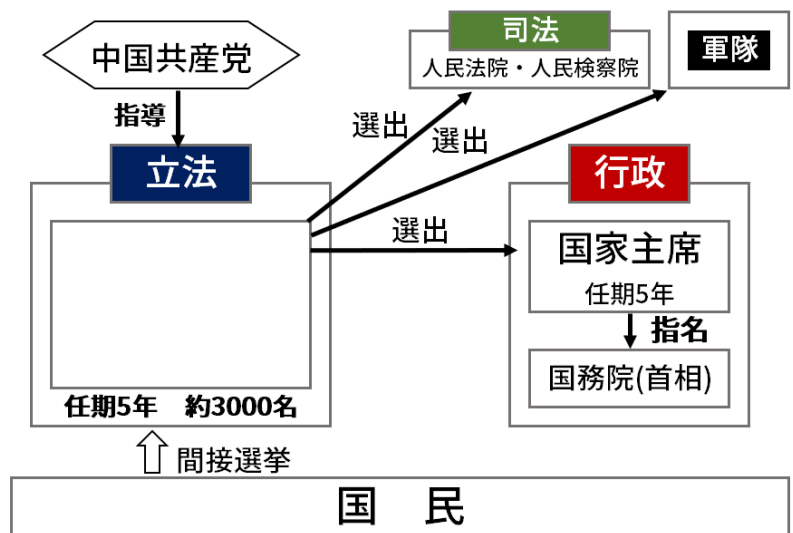 中国共産党
指導
司法
人民法院・人民検察院
軍隊
選出
選出
立法
行政
選出
国家主席
任期5年
指名
国務院(首相)
任期5年 約3000名
間接選挙
国 民